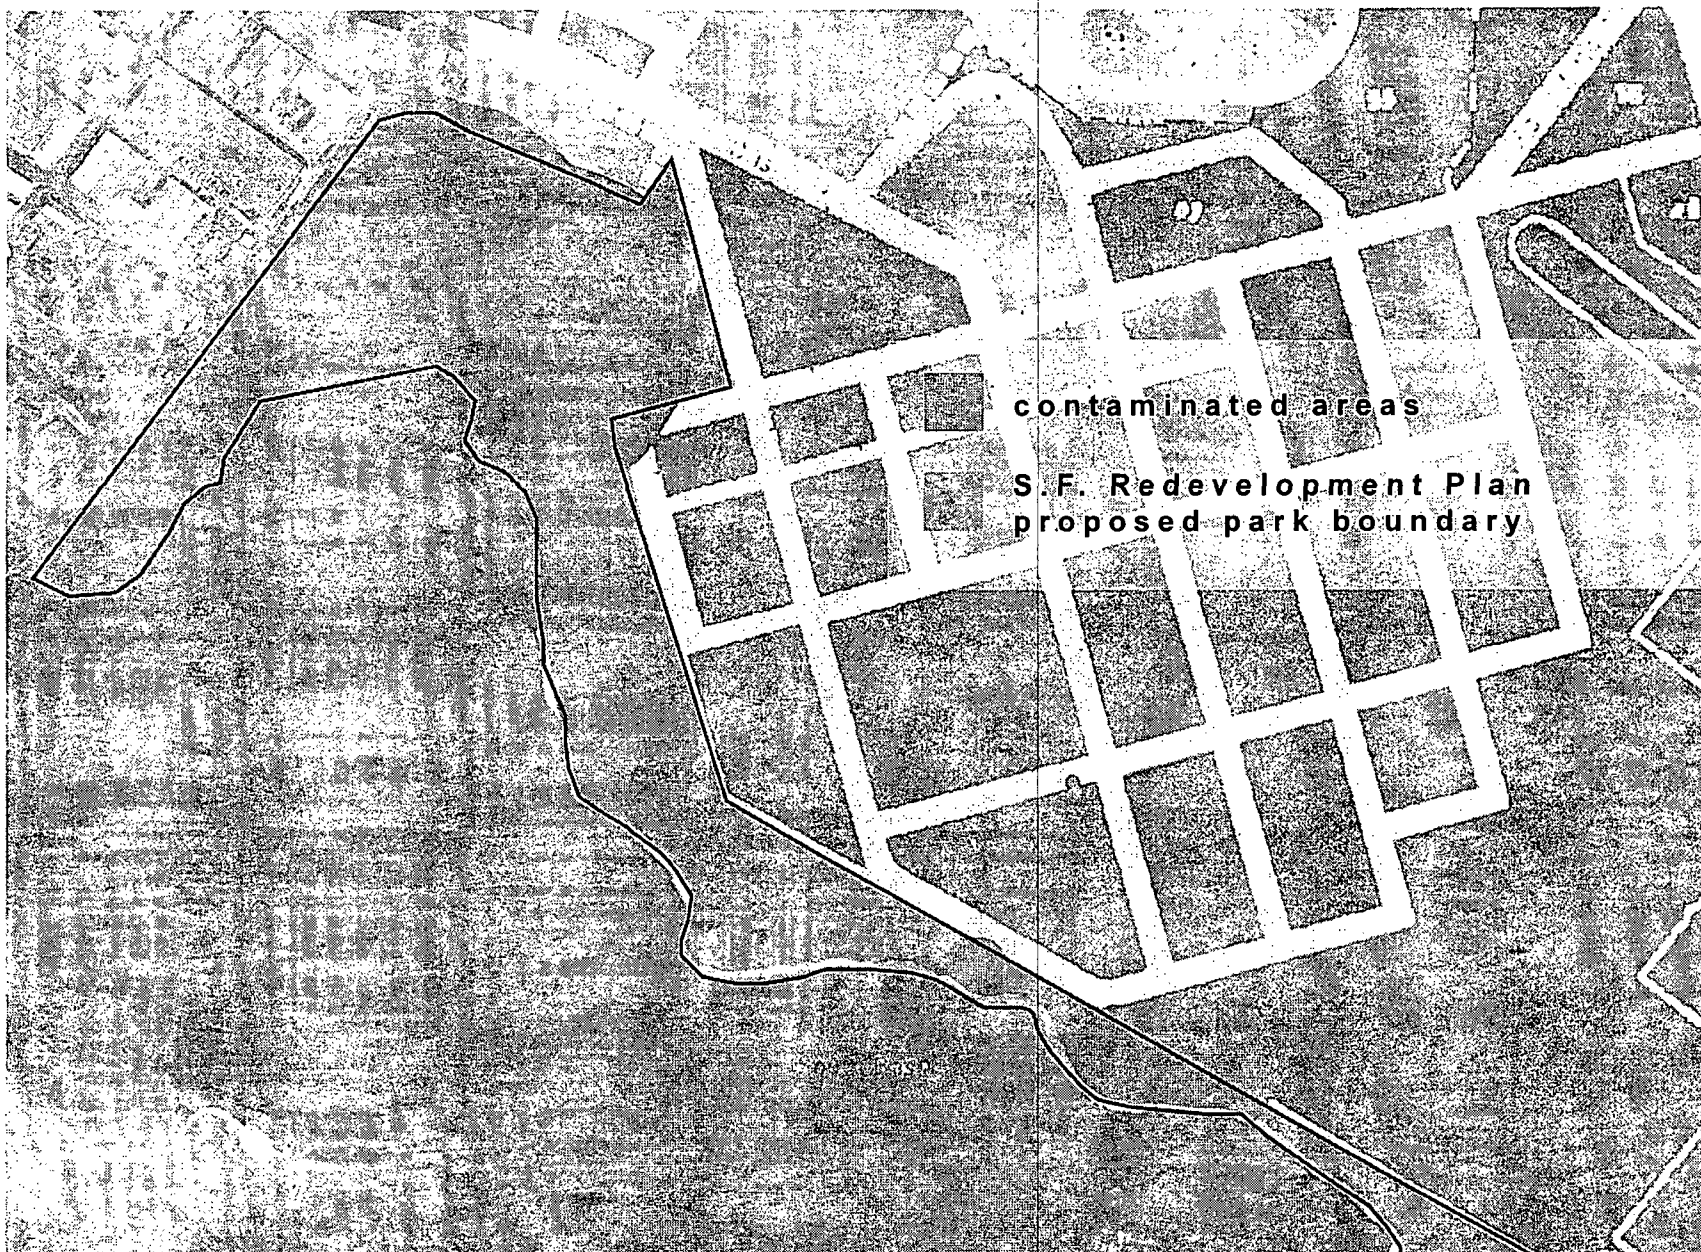 contaminated areas
S.F. Redevelopment Plan
proposed park boundary